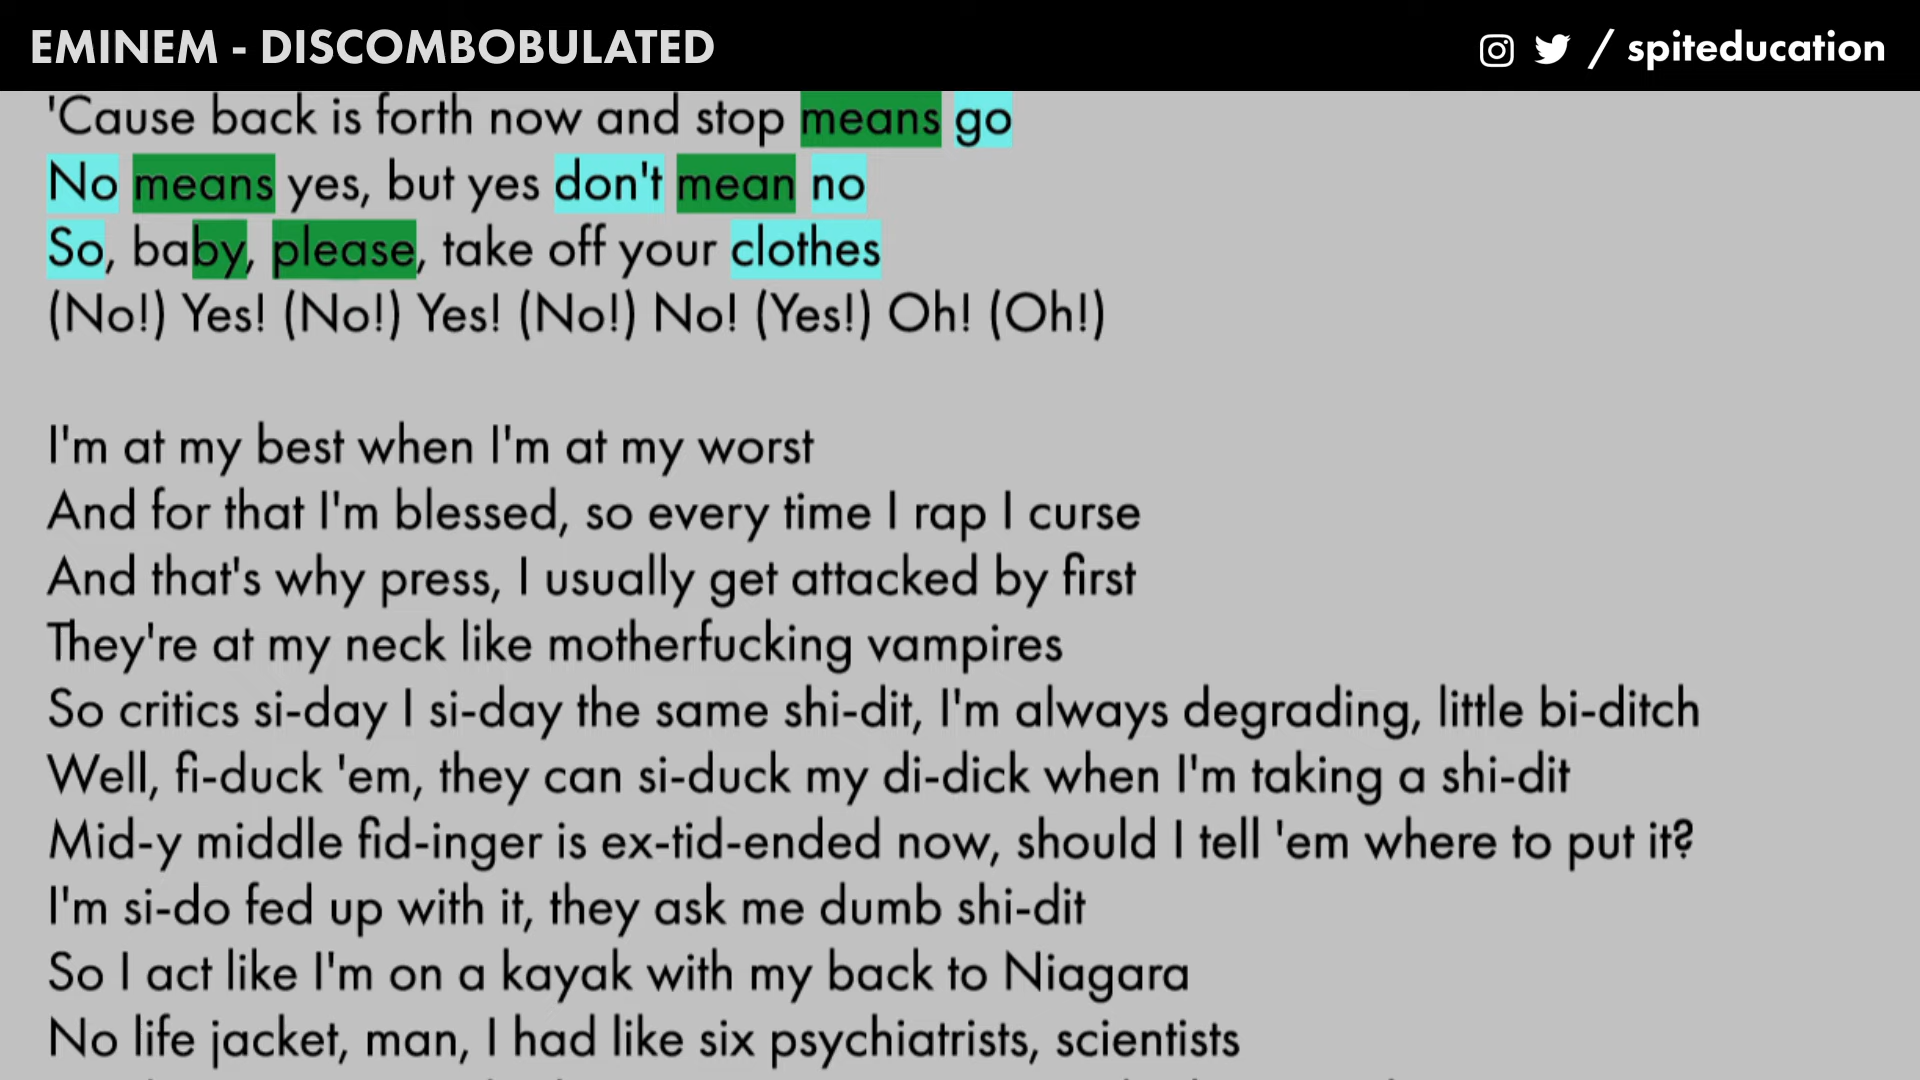 EMINEM - DISCOMBOBULATED
/ spiteducation
'Cause back is forth now and stop means go
No means yes, but yes don't mean no
So, baby, please, take off your clothes
(No!) Yes! (No!) Yes! (No!) No! (Yes!) Oh! (Oh!)
I'm at my best when I'm at my worst
And for that I'm blessed, so every time I rap I curse
And that's why press, I usually get attacked by first
They're at my neck like motherfucking vampires
So critics si-day I si-day the same shi-dit, I'm always degrading, little bi-ditch
Well, fi-duck 'em, they can si-duck my di-dick when I'm taking a shi-dit
Mid-y middle fid-inger is ex-tid-ended now, should I tell 'em where to put it?
I'm si-do fed up with it, they ask me dumb shi-dit
So I act like I'm on a kayak with my back to Niagara
No life jacket, man, I had like six psychiatrists, scientists